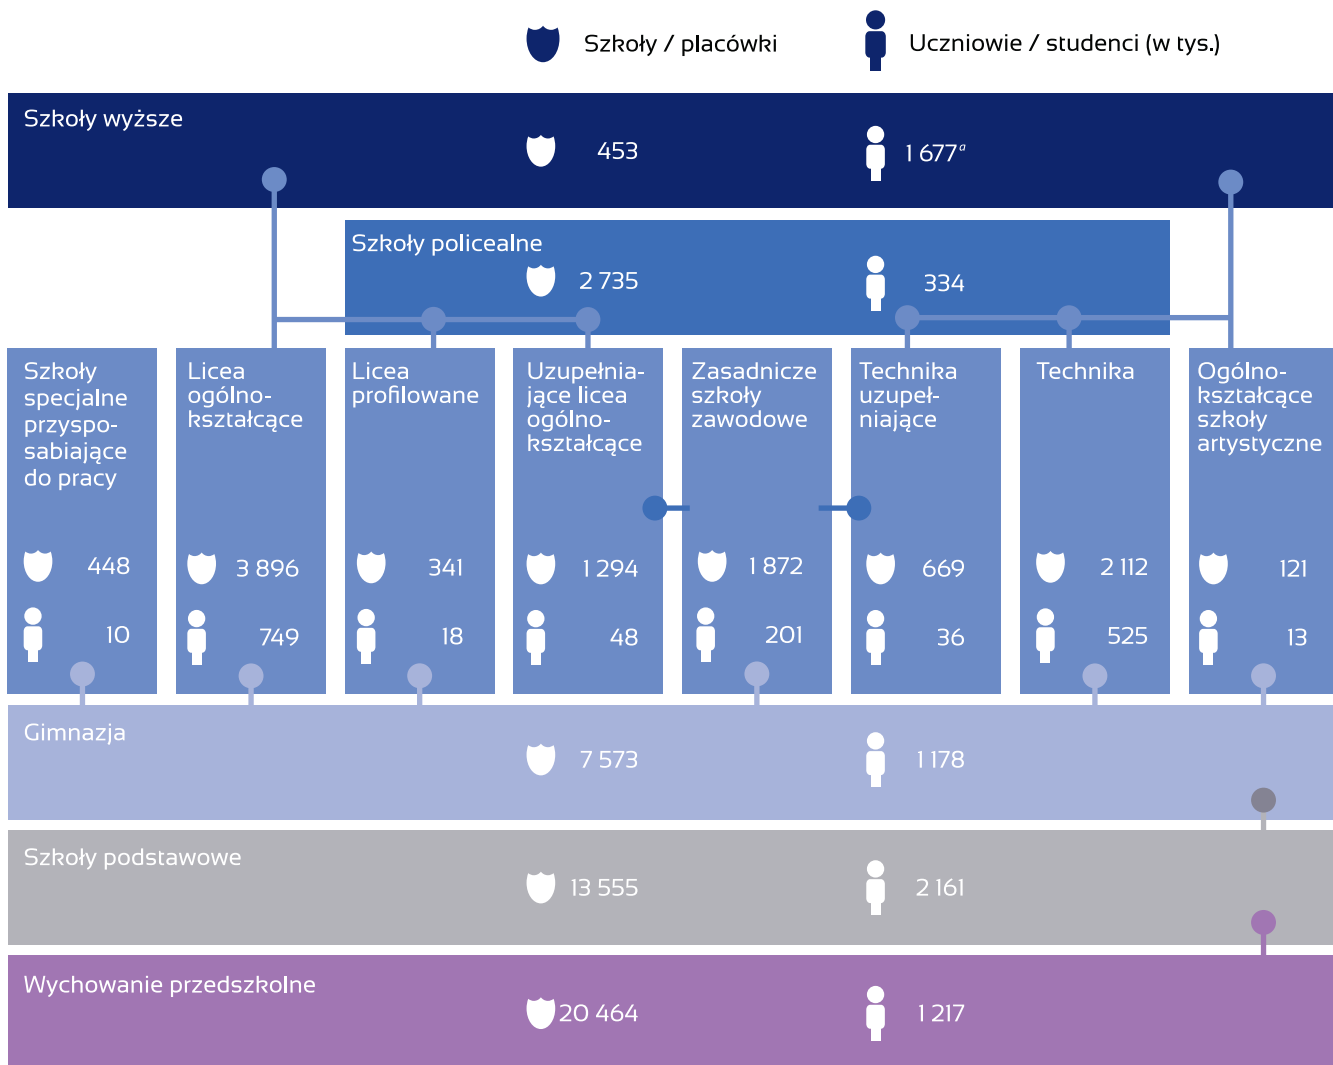 Szkoły / placówki
Uczniowie / studenci (w tys.)
Szkoły wyższe
453
1 677ᵃ
Szkoły policealne
2 735
334
Szkoły
specjalne
przyspo-
sabiające
do pracy
448
10
Licea
ogólno-
kształcące
3 896
749
Licea
profilowane
341
18
Uzupełnia-
jące licea
ogólno-
kształcące
1 294
48
Zasadnicze
szkoły
zawodowe
1 872
201
Technika
uzupeł-
niające
669
36
Technika
2 112
525
Ogólno-
kształcące
szkoły
artystyczne
121
13
Gimnazja
7 573
1 178
Szkoły podstawowe
13 555
2 161
Wychowanie przedszkolne
20 464
1 217